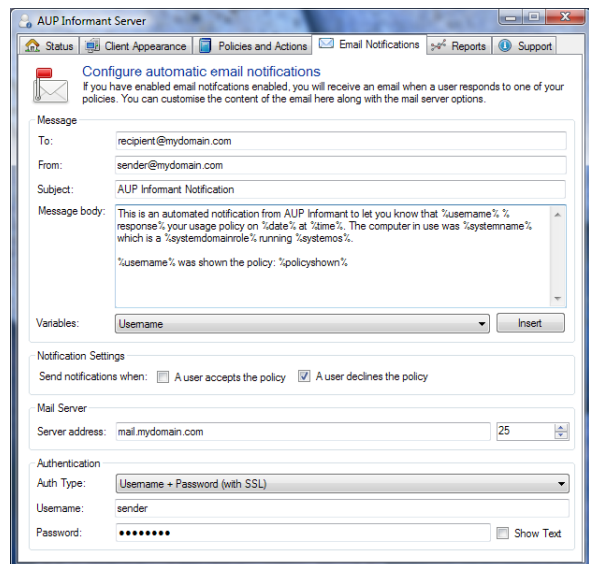 AUP Informant Server
Status Client Appearance Policies and Actions Email Notifications Reports Support
Configure automatic email notifications
If you have enabled email notifcations enabled, you will receive an email when a user responds to one of your
policies. You can customise the content of the email here along with the mail server options.
Message
To: recipient@mydomain.com
From: sender@mydomain.com
Subject: AUP Informant Notification
Message body: This is an automated notification from AUP Informant to let you know that %username% %
response% your usage policy on %date% at %time%. The computer in use was %systemname%
which is a %systemdomainrole% running %systemos%.
%username% was shown the policy: %policyshown%
Variables: Username Insert
Notification Settings
Send notifications when: A user accepts the policy A user declines the policy
Mail Server
Server address: mail.mydomain.com 25
Authentication
Auth Type: Username + Password (with SSL)
Username: sender
Password: ●●●●●●●● Show Text